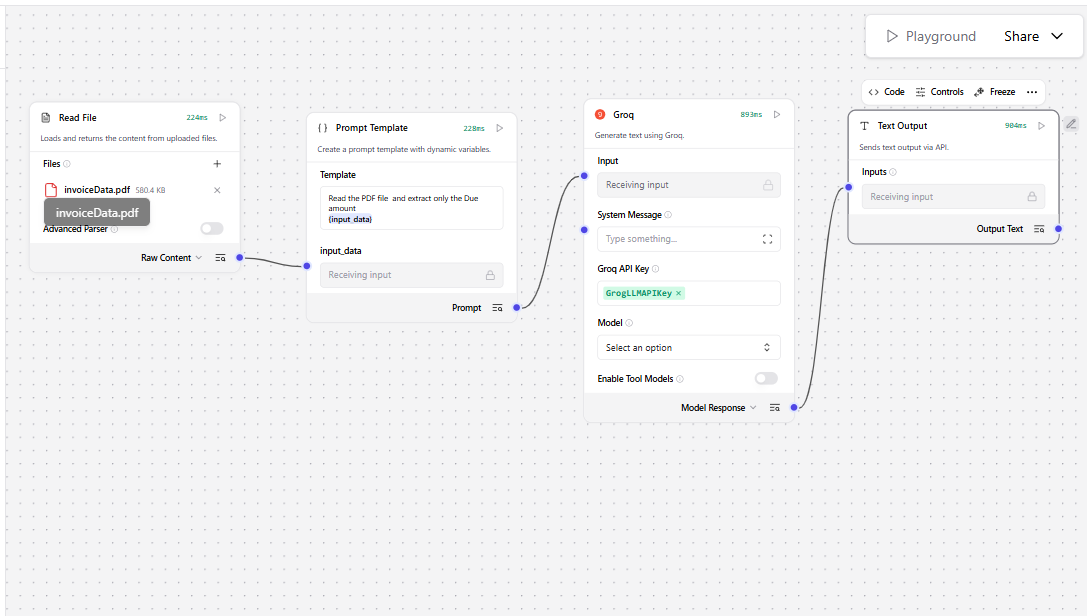 Playground
Share
Code
Controls
Freeze
Read File
224ms
Loads and returns the content from uploaded files.
Files
invoiceData.pdf
580.4 KB
invoiceData.pdf
Advanced Parser
Raw Content
Prompt Template
228ms
Create a prompt template with dynamic variables.
Template
Read the PDF file and extract only the Due
amount
{input_data}
input_data
Receiving input
Prompt
Groq
893ms
Generate text using Groq.
Input
Receiving input
System Message
Type something...
Groq API Key
GrogLLMAPIKey
Model
Select an option
Enable Tool Models
Model Response
Text Output
904ms
Sends text output via API.
Inputs
Receiving input
Output Text